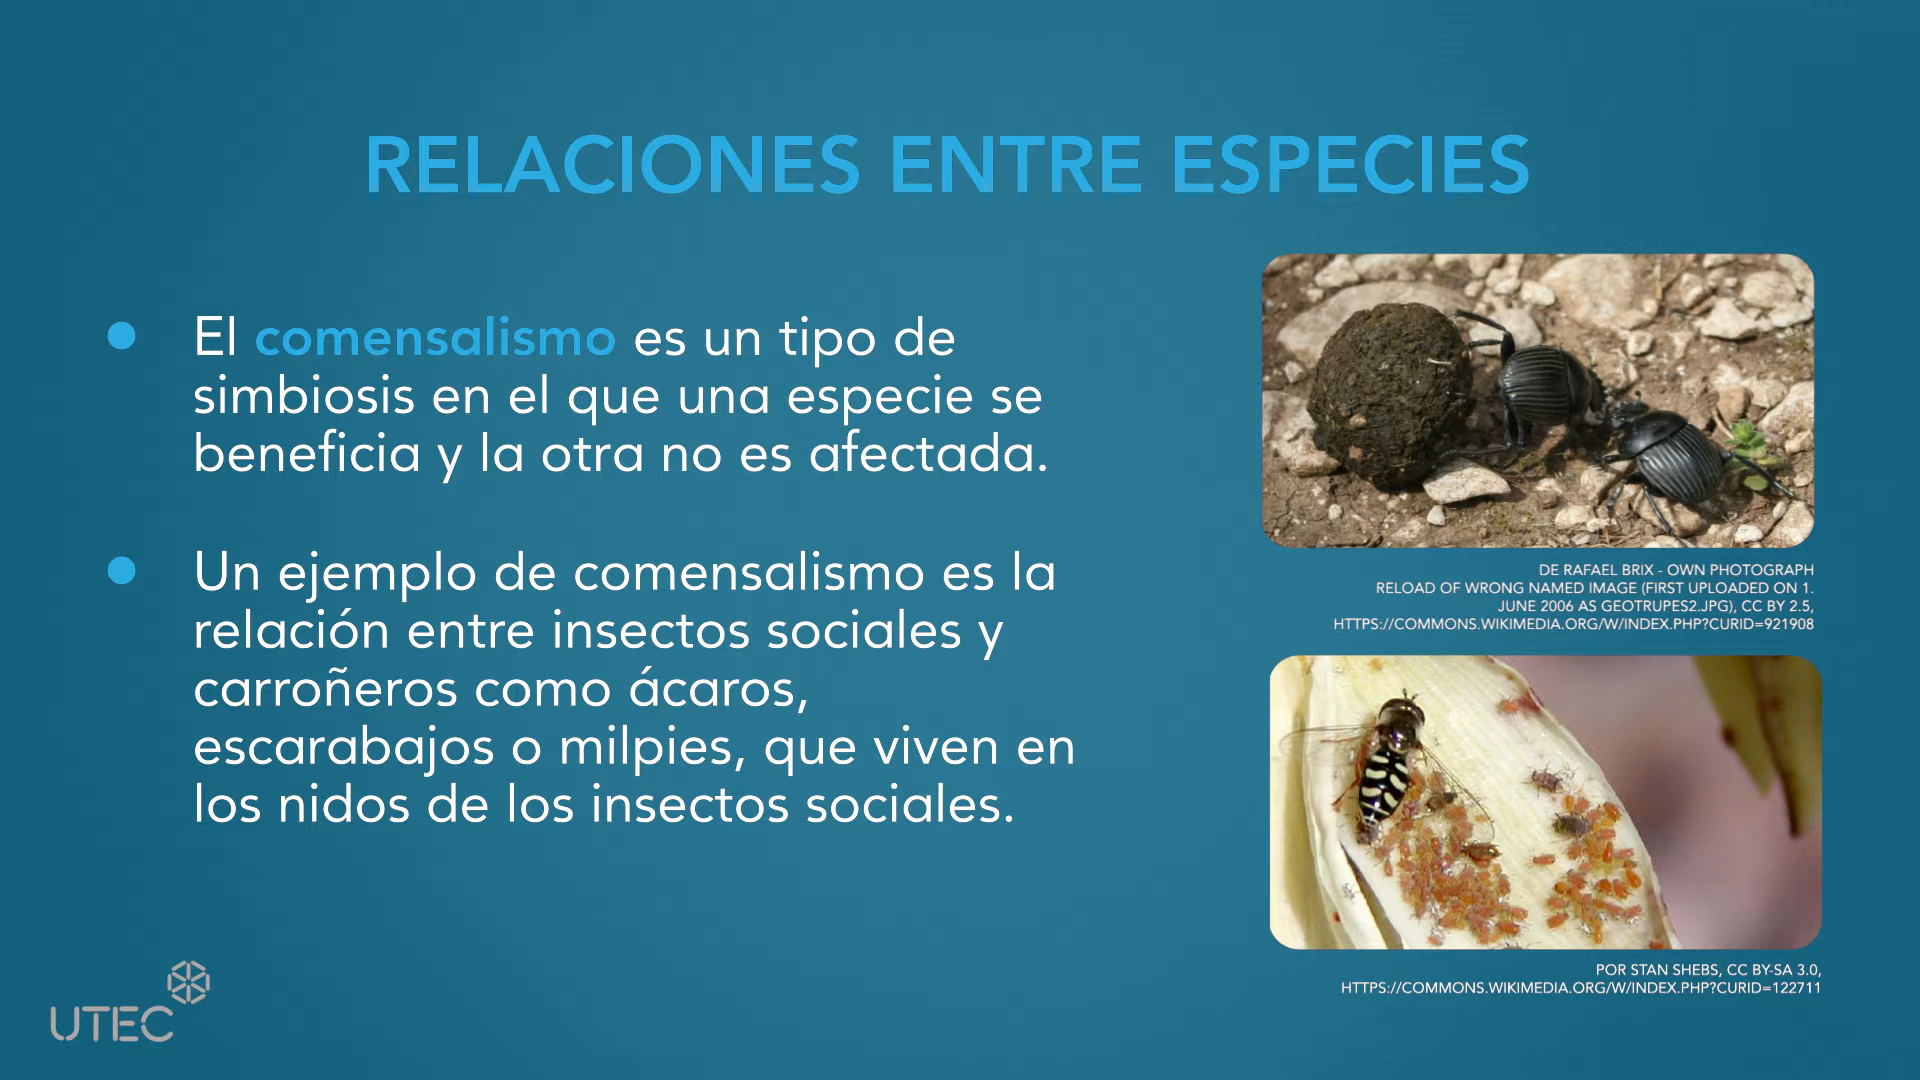 RELACIONES ENTRE ESPECIES
El comensalismo es un tipo de
simbiosis en el que una especie se
beneficia y la otra no es afectada.
Un ejemplo de comensalismo es la
relación entre insectos sociales y
carroñeros como ácaros,
escarabajos o milpies, que viven en
los nidos de los insectos sociales.
DE RAFAEL BRIX - OWN PHOTOGRAPH
RELOAD OF WRONG NAMED IMAGE (FIRST UPLOADED ON 1.
JUNE 2006 AS GEOTRUPES2.JPG), CC BY 2.5,
HTTPS://COMMONS.WIKIMEDIA.ORG/W/INDEX.PHP?CURID=921908
POR STAN SHEBS, CC BY-SA 3.0,
HTTPS://COMMONS.WIKIMEDIA.ORG/W/INDEX.PHP?CURID=122711
UTEC